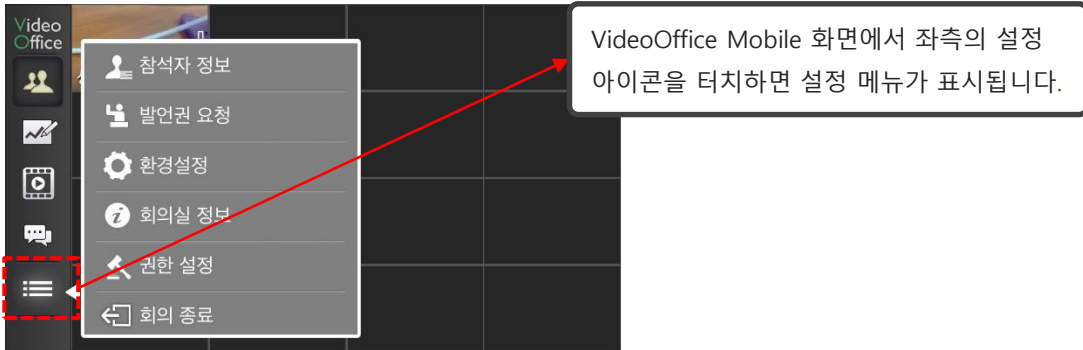 Video
Office
참석자 정보
발언권 요청
환경설정
회의실 정보
권한 설정
회의 종료
VideoOffice Mobile 화면에서 좌측의 설정
아이콘을 터치하면 설정 메뉴가 표시됩니다.